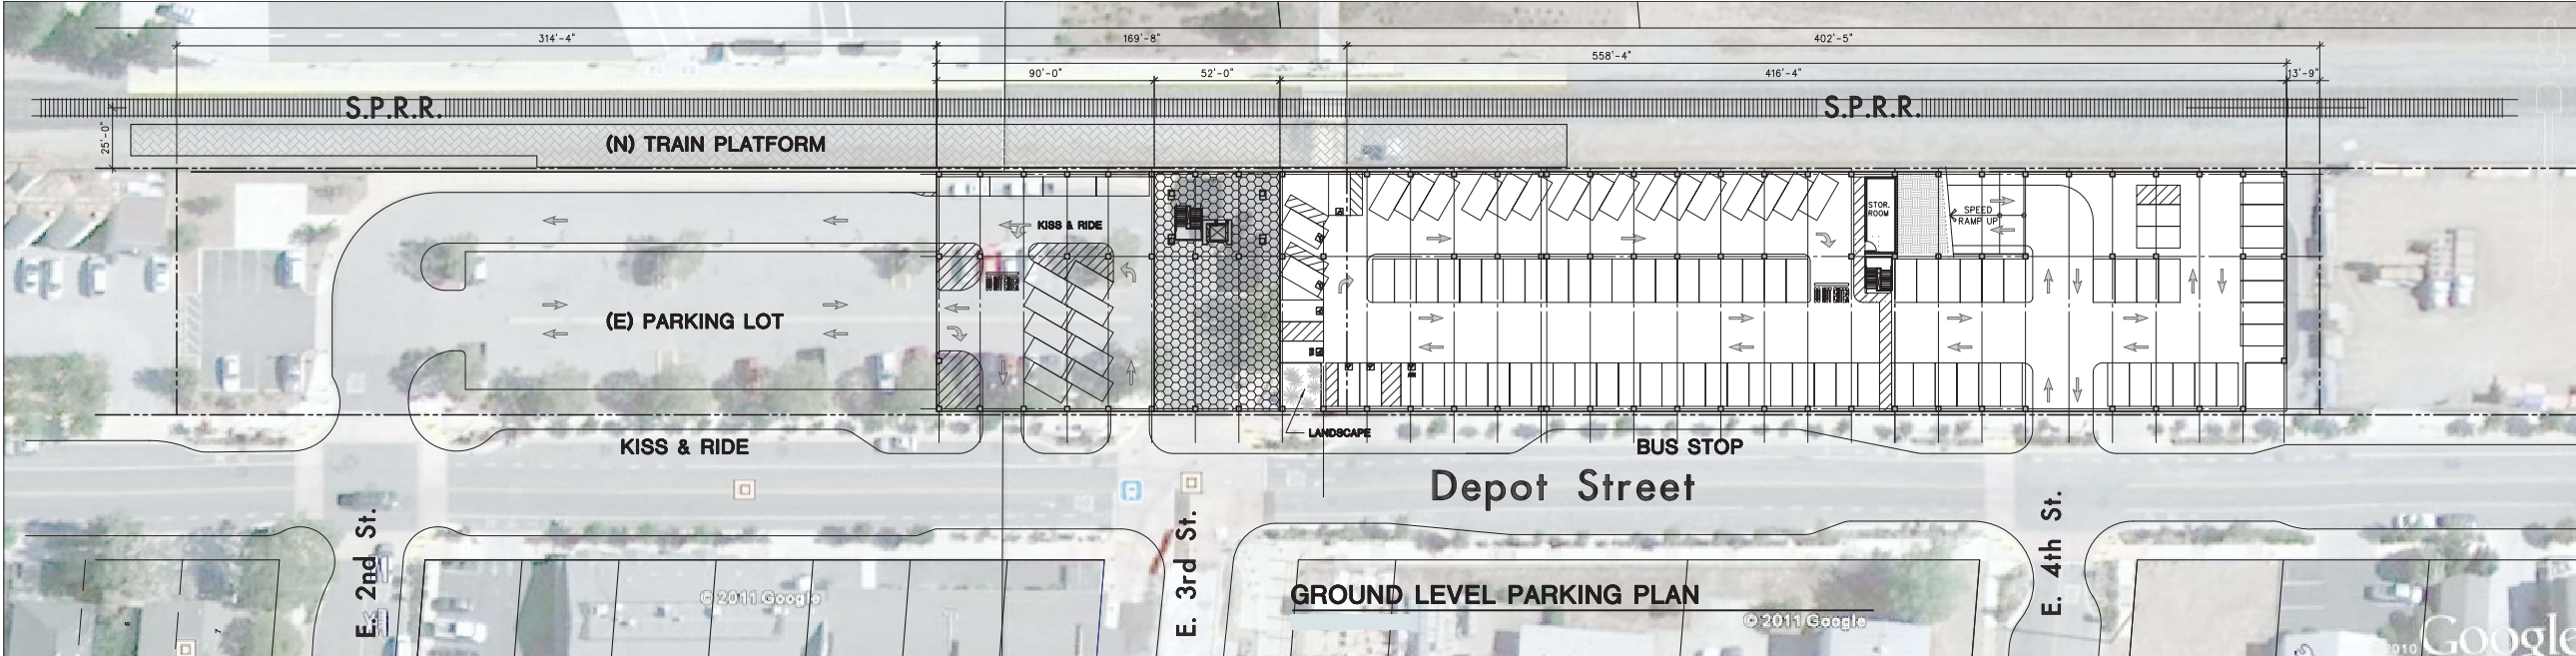 314'-4"
169'-8"
402'-5"
558'-4"
90'-0"
52'-0"
416'-4"
13'-9"
S.P.R.R.
S.P.R.R.
25'-0"
(N) TRAIN PLATFORM
STOR.
ROOM
SPEED
RAMP UP
KISS & RIDE
(E) PARKING LOT
LANDSCAPE
KISS & RIDE
BUS STOP
Depot Street
E. 2nd St.
E. 3rd St.
E. 4th St.
GROUND LEVEL PARKING PLAN
© 2011 Google
© 2011 Google
2010 Google